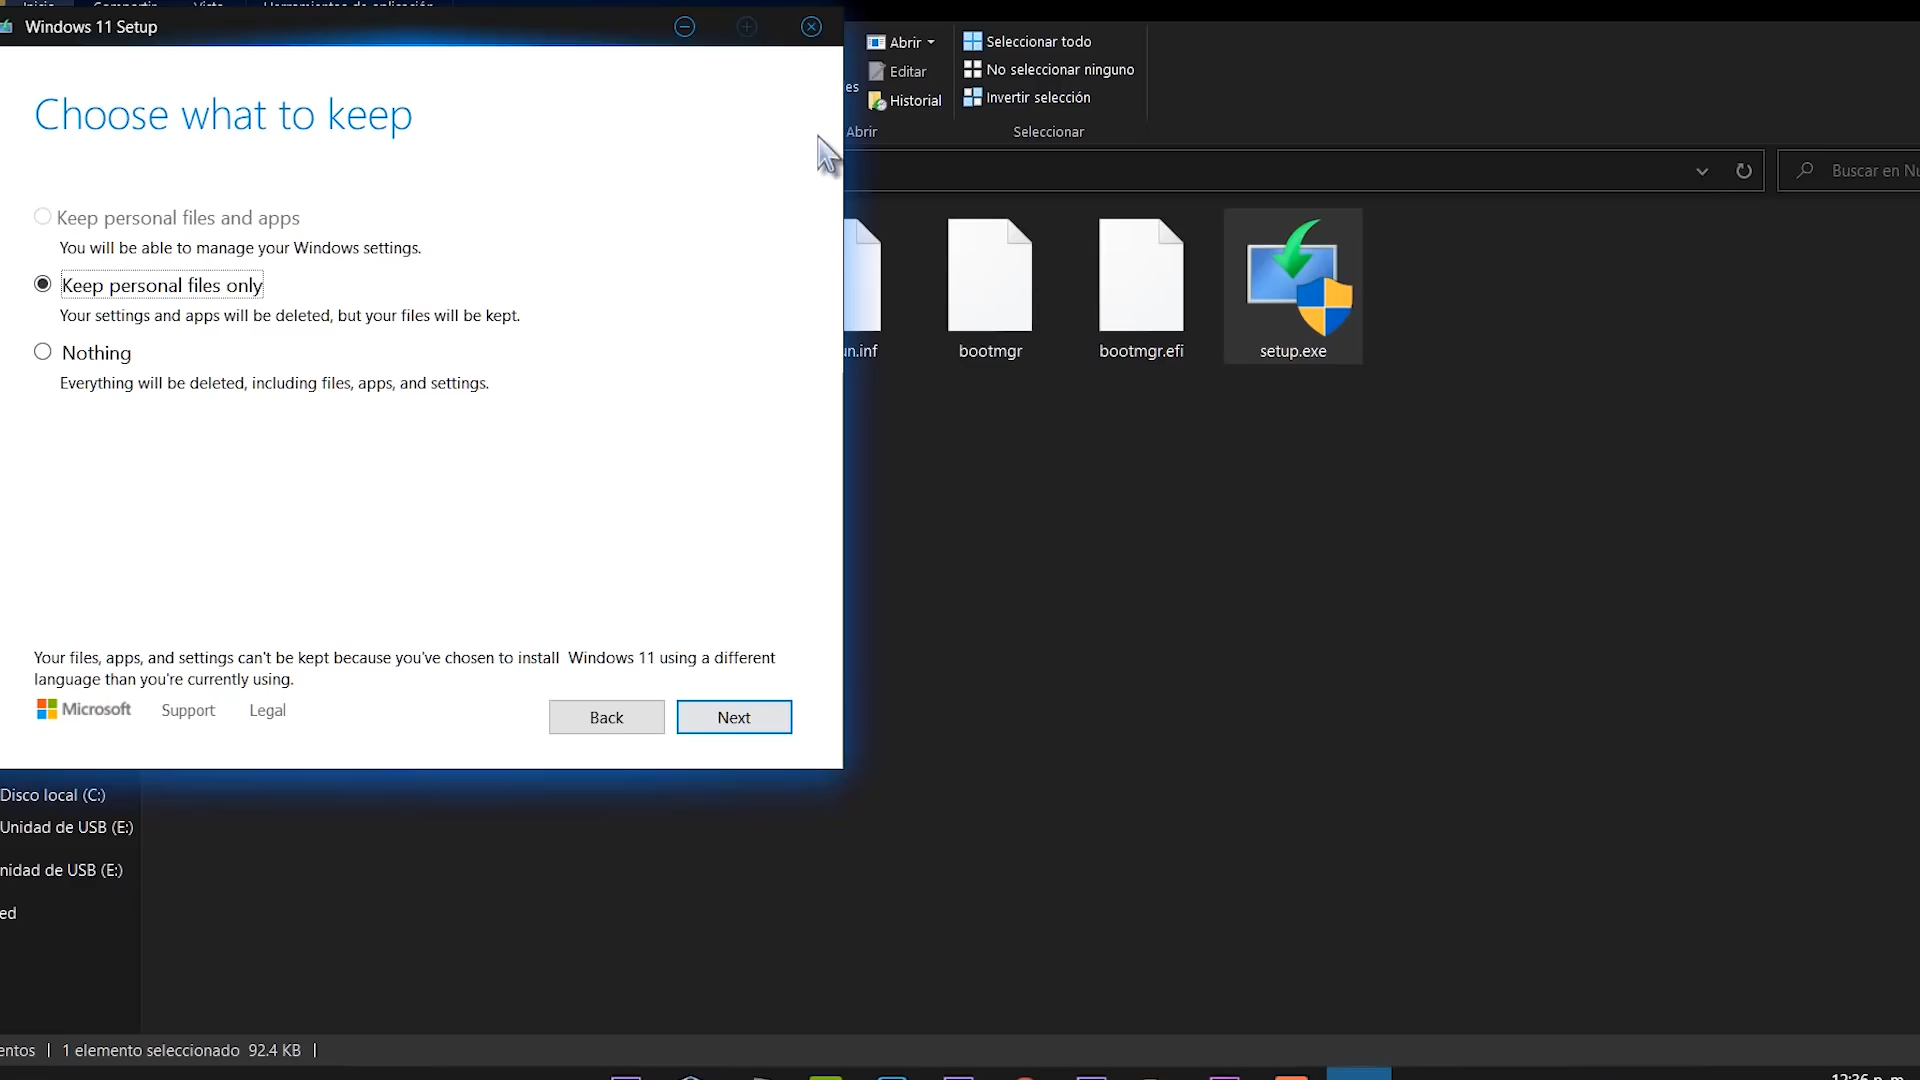 Windows 11 Setup
Choose what to keep
Keep personal files and apps
You will be able to manage your Windows settings.
Keep personal files only
Your settings and apps will be deleted, but your files will be kept.
Nothing
Everything will be deleted, including files, apps, and settings.
Your files, apps, and settings can't be kept because you've chosen to install Windows 11 using a different
language than you're currently using.
Microsoft
Support
Legal
Back
Next
Abrir
Editar
Historial
Abrir
Seleccionar todo
No seleccionar ninguno
Invertir selección
Seleccionar
Buscar en
bootmgr
bootmgr.efi
setup.exe
Disco local (C:)
Unidad de USB (E:)
nidad de USB (E:)
1 elemento seleccionado 92.4 KB